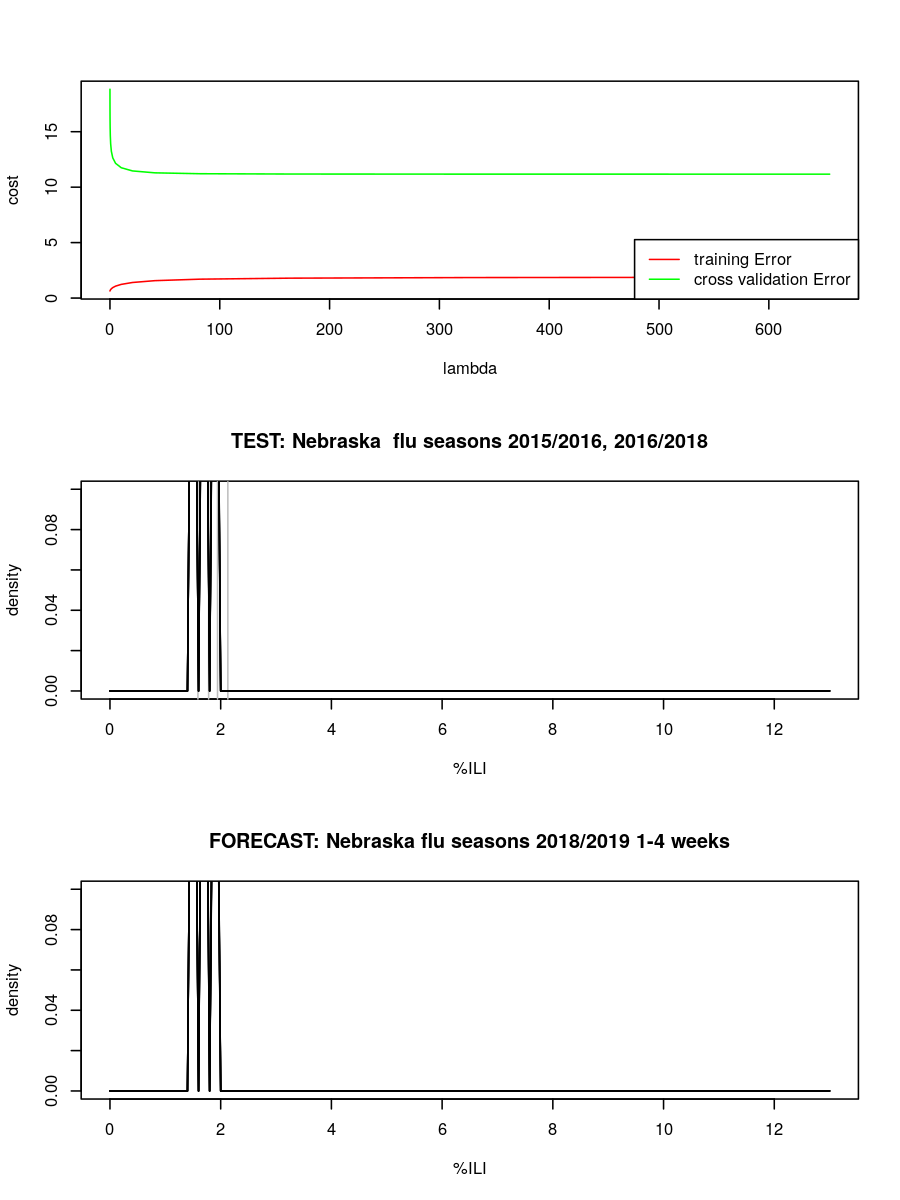 15
10
5
0
cost
training Error
cross validation Error
0 100 200 300 400 500 600
lambda
TEST: Nebraska  flu seasons 2015/2016, 2016/2018
0.08
0.04
0.00
density
0 2 4 6 8 10 12
%ILI
FORECAST: Nebraska flu seasons 2018/2019 1-4 weeks
0.08
0.04
0.00
density
0 2 4 6 8 10 12
%ILI